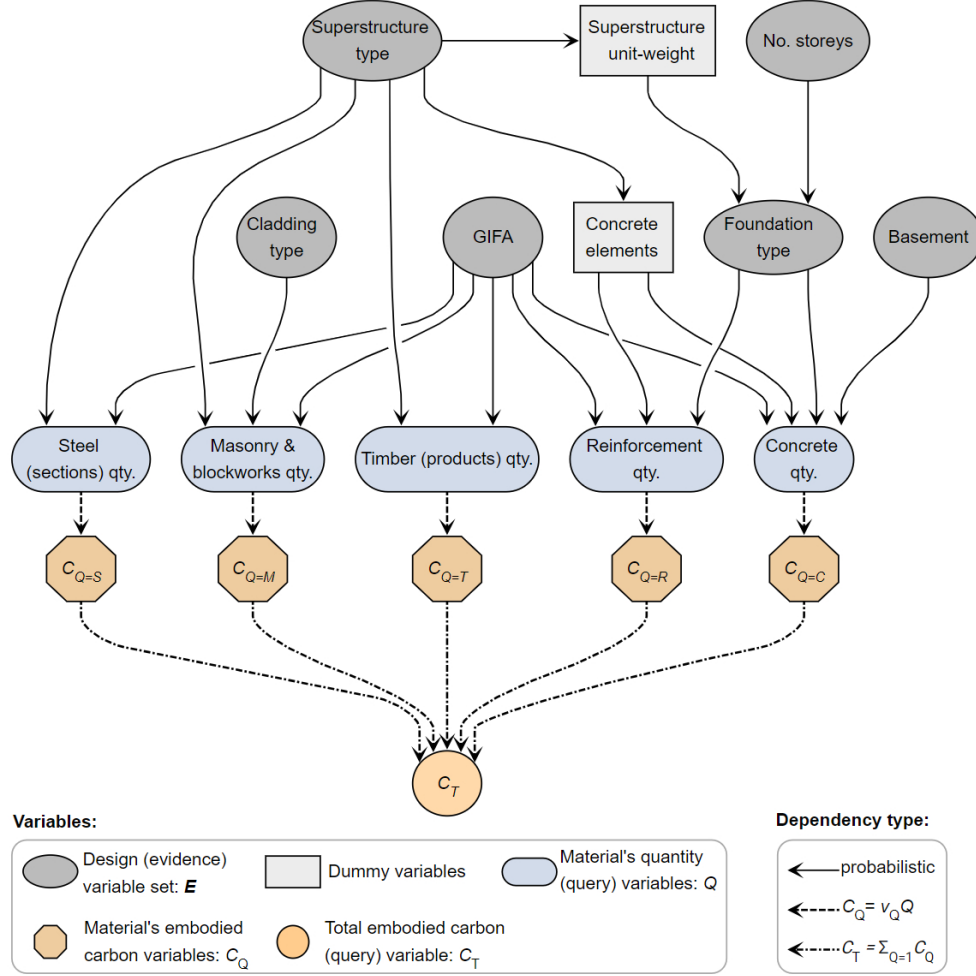 Superstructure
type
Superstructure
unit-weight
No. storeys
Cladding
type
GIFA
Concrete
elements
Foundation
type
Basement
Steel
(sections) qty.
Masonry &
blockworks qty.
Timber (products) qty.
Reinforcement
qty.
Concrete
qty.
C_{Q=S}
C_{Q=M}
C_{Q=T}
C_{Q=R}
C_{Q=C}
C_T
Variables:
Design (evidence)
variable set: E
Dummy variables
Material's quantity
(query) variables: Q
Material's embodied
carbon variables: C_Q
Total embodied carbon
(query) variable: C_T
Dependency type:
probabilistic
C_Q = v_Q Q
C_T = Σ_{Q=1} C_Q